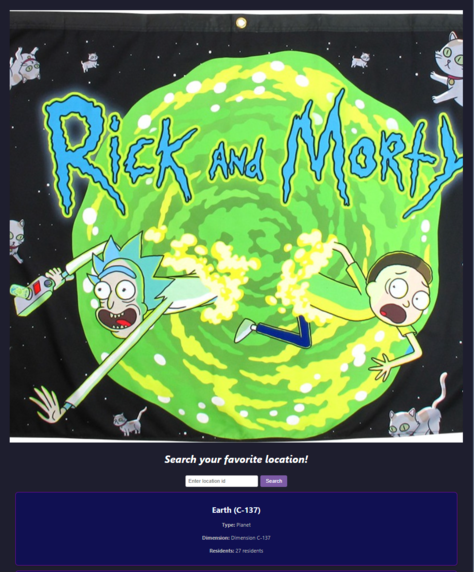 Rick and Morty
Search your favorite location!
Enter location id
Search
Earth (C-137)
Type: Planet
Dimension: Dimension C-137
Residents: 27 residents